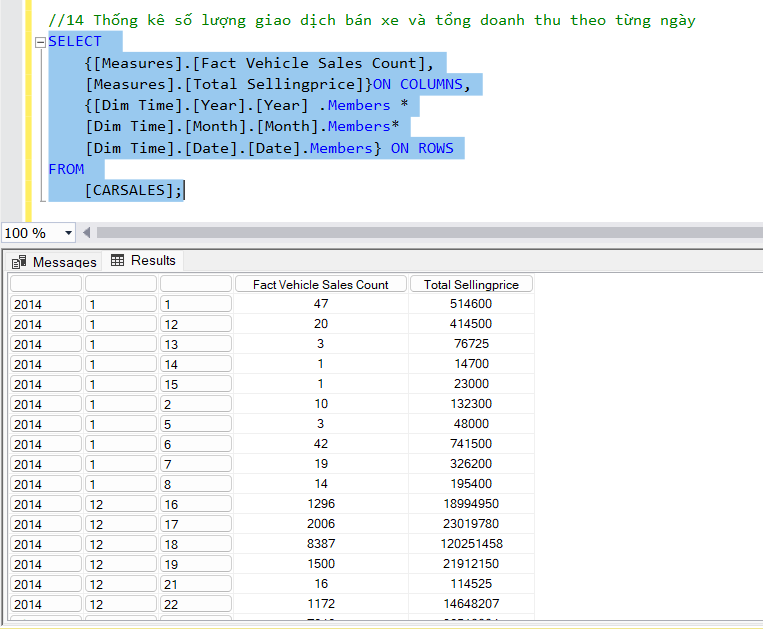 //14 Thống kê số lượng giao dịch bán xe và tổng doanh thu theo từng ngày
SELECT
{[Measures].[Fact Vehicle Sales Count],
[Measures].[Total Sellingprice]}ON COLUMNS,
{[Dim Time].[Year].[Year] .Members *
[Dim Time].[Month].[Month].Members*
[Dim Time].[Date].[Date].Members} ON ROWS
FROM
[CARSALES];
100 %
Messages Results
Fact Vehicle Sales Count Total Sellingprice
2014 1 1 47 514600
2014 1 12 20 414500
2014 1 13 3 76725
2014 1 14 1 14700
2014 1 15 1 23000
2014 1 2 10 132300
2014 1 5 3 48000
2014 1 6 42 741500
2014 1 7 19 326200
2014 1 8 14 195400
2014 12 16 1296 18994950
2014 12 17 2006 23019780
2014 12 18 8387 120251458
2014 12 19 1500 21912150
2014 12 21 16 114525
2014 12 22 1172 14648207